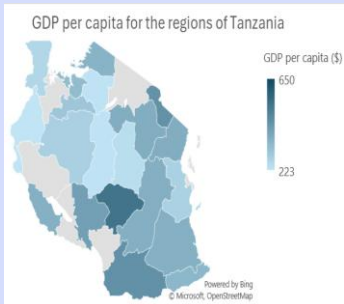 GDP per capita for the regions of Tanzania
GDP per capita ($)
650
223
Powered by Bing
© Microsoft, OpenStreetMap